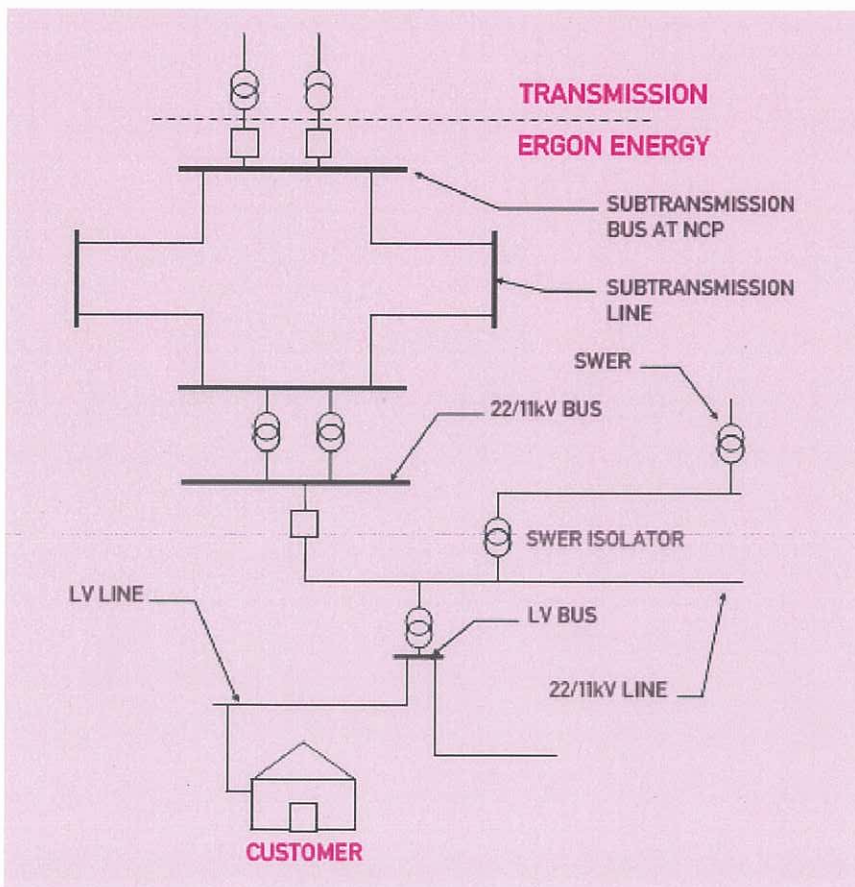 TRANSMISSION
ERGON ENERGY
SUBTRANSMISSION
BUS AT NCP
SUBTRANSMISSION
LINE
SWER
22/11kV BUS
SWER ISOLATOR
LV LINE
LV BUS
22/11kV LINE
CUSTOMER